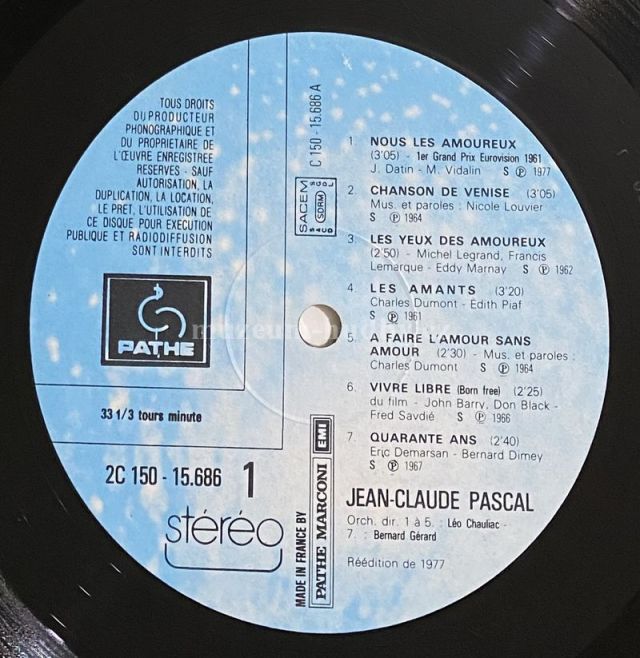 TOUS DROITS
DU PRODUCTEUR
PHONOGRAPHIQUE ET
DU PROPRIETAIRE DE
L'ŒUVRE ENREGISTREE
RESERVES - SAUF
AUTORISATION, LA
DUPLICATION, LA LOCATION,
LE PRET, L'UTILISATION DE
CE DISQUE POUR EXECUTION
PUBLIQUE ET RADIODIFFUSION
SONT INTERDITS
PATHE
33 1/3 tours minute
2C 150 - 15.686 1
stéréo
C 150 - 15.686 A
SACEM
SDRM
MADE IN FRANCE BY
PATHE MARCONI EMI
1. NOUS LES AMOUREUX
(3'05) - 1er Grand Prix Eurovision 1961
J. Datin - M. Vidalin S Ⓟ 1977
2. CHANSON DE VENISE (3'05)
Mus. et paroles : Nicole Louvier
S Ⓟ 1964
3. LES YEUX DES AMOUREUX
(2'50) - Michel Legrand, Francis
Lemarque - Eddy Marnay S Ⓟ 1962
4. LES AMANTS (3'20)
Charles Dumont - Edith Piaf
S Ⓟ 1961
5. A FAIRE L'AMOUR SANS
AMOUR (2'30) - Mus. et paroles :
Charles Dumont S Ⓟ 1964
6. VIVRE LIBRE (Born free) (2'25)
du film - John Barry, Don Black -
Fred Savdié S Ⓟ 1966
7. QUARANTE ANS (2'40)
Eric Demarsan - Bernard Dimey
S Ⓟ 1967
JEAN-CLAUDE PASCAL
Orch. dir. 1 à 5. : Léo Chauliac -
7. : Bernard Gérard
Réédition de 1977